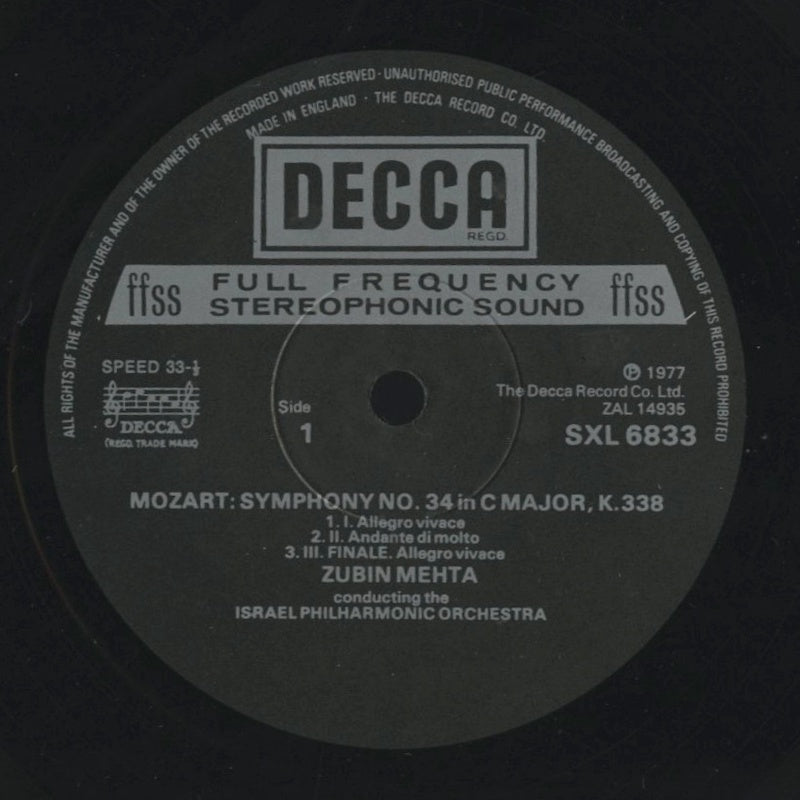 ALL RIGHTS OF THE MANUFACTURER AND OF THE OWNER OF THE RECORDED WORK RESERVED · UNAUTHORISED PUBLIC PERFORMANCE BROADCASTING AND COPYING OF THIS RECORD PROHIBITED
MADE IN ENGLAND · THE DECCA RECORD CO. LTD.
DECCA
REGD.
ffss FULL FREQUENCY STEREOPHONIC SOUND ffss
SPEED 33-⅓
DECCA
(REGD. TRADE MARK)
Side
1
℗ 1977
The Decca Record Co. Ltd.
ZAL 14935
SXL 6833
MOZART: SYMPHONY NO. 34 in C MAJOR, K.338
1. I. Allegro vivace
2. II. Andante di molto
3. III. FINALE. Allegro vivace
ZUBIN MEHTA
conducting the
ISRAEL PHILHARMONIC ORCHESTRA